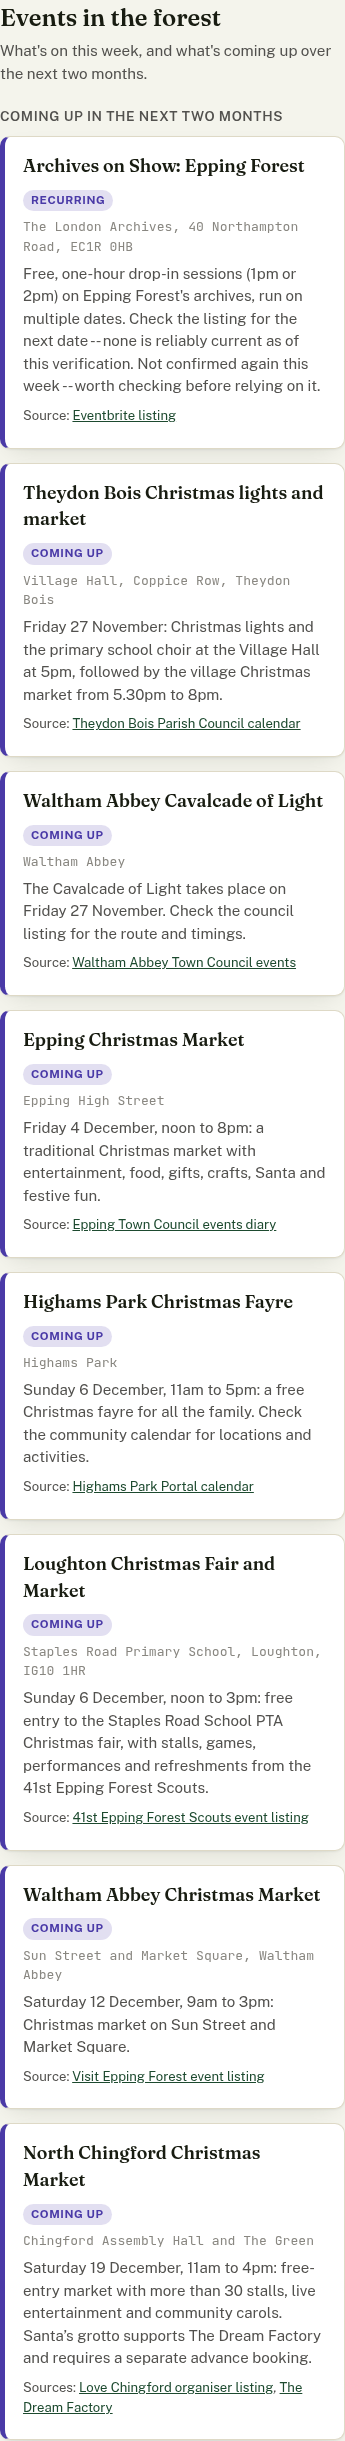 Events in the forest
What's on this week, and what's coming up over
the next two months.
COMING UP IN THE NEXT TWO MONTHS
Archives on Show: Epping Forest
RECURRING
The London Archives, 40 Northampton
Road, EC1R 0HB
Free, one-hour drop-in sessions (1pm or
2pm) on Epping Forest's archives, run on
multiple dates. Check the listing for the
next date -- none is reliably current as of
this verification. Not confirmed again this
week -- worth checking before relying on it.
Source: Eventbrite listing
Theydon Bois Christmas lights and
market
COMING UP
Village Hall, Coppice Row, Theydon
Bois
Friday 27 November: Christmas lights and
the primary school choir at the Village Hall
at 5pm, followed by the village Christmas
market from 5.30pm to 8pm.
Source: Theydon Bois Parish Council calendar
Waltham Abbey Cavalcade of Light
COMING UP
Waltham Abbey
The Cavalcade of Light takes place on
Friday 27 November. Check the council
listing for the route and timings.
Source: Waltham Abbey Town Council events
Epping Christmas Market
COMING UP
Epping High Street
Friday 4 December, noon to 8pm: a
traditional Christmas market with
entertainment, food, gifts, crafts, Santa and
festive fun.
Source: Epping Town Council events diary
Highams Park Christmas Fayre
COMING UP
Highams Park
Sunday 6 December, 11am to 5pm: a free
Christmas fayre for all the family. Check
the community calendar for locations and
activities.
Source: Highams Park Portal calendar
Loughton Christmas Fair and
Market
COMING UP
Staples Road Primary School, Loughton,
IG10 1HR
Sunday 6 December, noon to 3pm: free
entry to the Staples Road School PTA
Christmas fair, with stalls, games,
performances and refreshments from the
41st Epping Forest Scouts.
Source: 41st Epping Forest Scouts event listing
Waltham Abbey Christmas Market
COMING UP
Sun Street and Market Square, Waltham
Abbey
Saturday 12 December, 9am to 3pm:
Christmas market on Sun Street and
Market Square.
Source: Visit Epping Forest event listing
North Chingford Christmas
Market
COMING UP
Chingford Assembly Hall and The Green
Saturday 19 December, 11am to 4pm: free-
entry market with more than 30 stalls, live
entertainment and community carols.
Santa's grotto supports The Dream Factory
and requires a separate advance booking.
Sources: Love Chingford organiser listing, The
Dream Factory